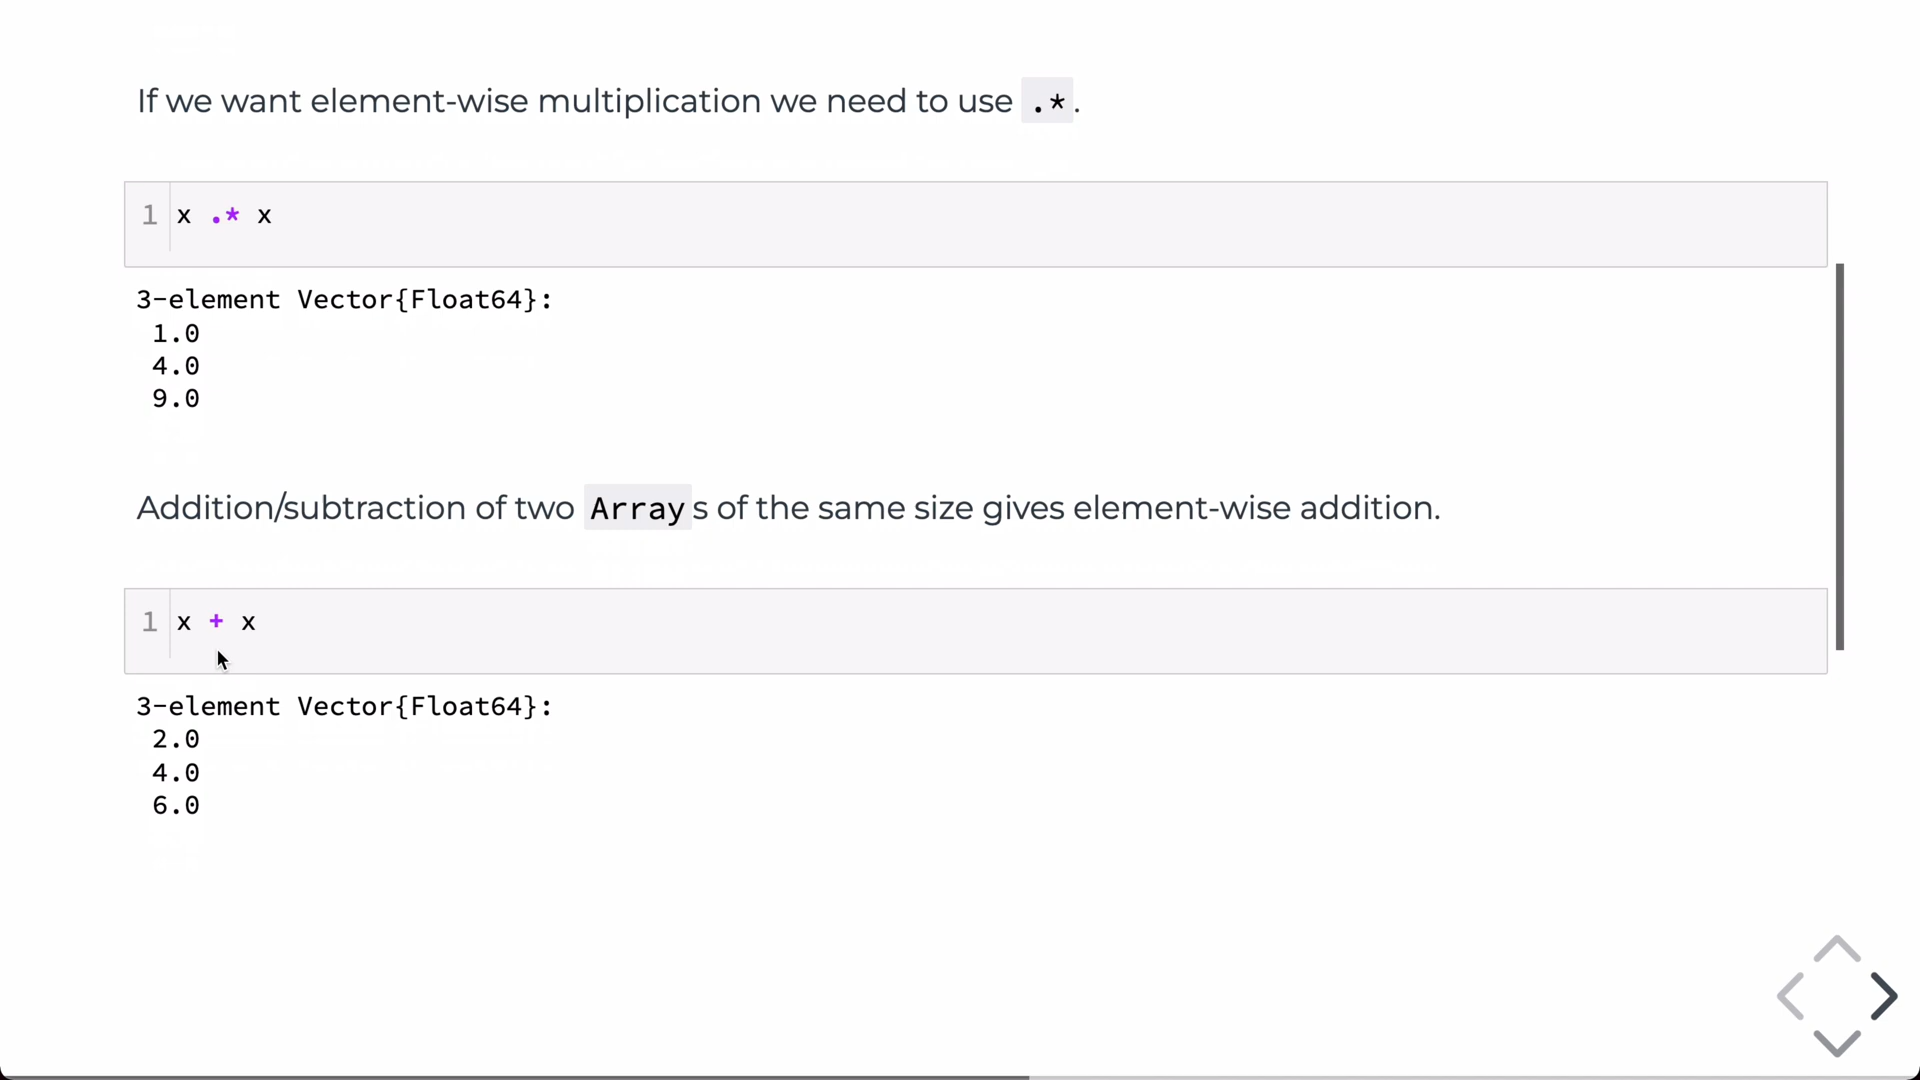 If we want element-wise multiplication we need to use .*.
1 x .* x
3-element Vector{Float64}:
1.0
4.0
9.0
Addition/subtraction of two Arrays of the same size gives element-wise addition.
1 x + x
3-element Vector{Float64}:
2.0
4.0
6.0